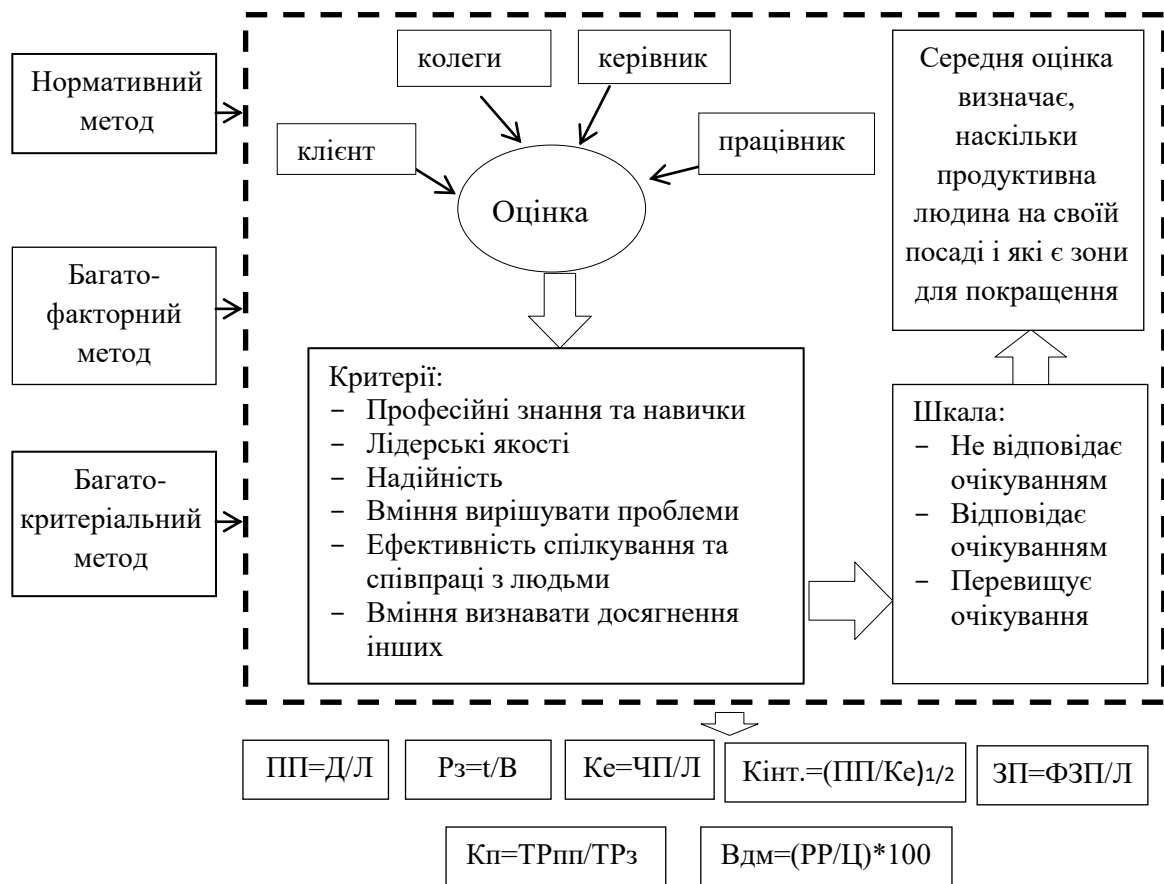 Нормативний
метод
Багато-
факторний
метод
Багато-
критеріальний
метод
колеги
керівник
клієнт
працівник
Оцінка
Критерії:
− Професійні знання та навички
− Лідерські якості
− Надійність
− Вміння вирішувати проблеми
− Ефективність спілкування та
співпраці з людьми
− Вміння визнавати досягнення
інших
Середня оцінка
визначає,
наскільки
продуктивна
людина на своїй
посаді і які є зони
для покращення
Шкала:
− Не відповідає
очікуванням
− Відповідає
очікуванням
− Перевищує
очікування
ПП=Д/Л
Рз=t/В
Ке=ЧП/Л
Кінт.=(ПП/Ке)1/2
ЗП=ФЗП/Л
Кп=ТРпп/ТРз
Вдм=(РР/Ц)*100